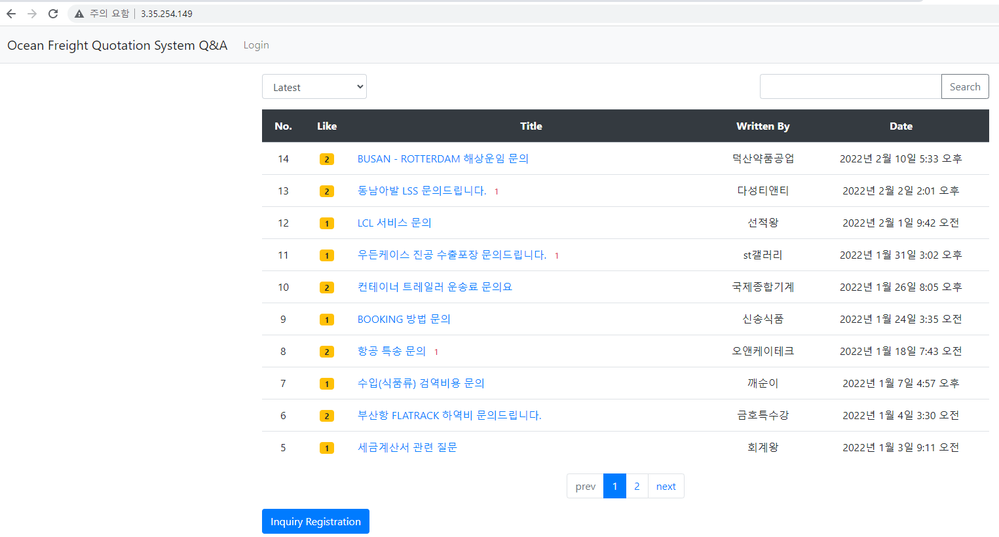 주의 요함 | 3.35.254.149
Ocean Freight Quotation System Q&A Login
Latest Search
No. Like Title Written By Date
14 2 BUSAN - ROTTERDAM 해상운임 문의 덕산약품공업 2022년 2월 10일 5:33 오후
13 2 동남아발 LSS 문의드립니다. 1 다성티앤티 2022년 2월 2일 2:01 오후
12 1 LCL 서비스 문의 선적왕 2022년 2월 1일 9:42 오전
11 1 우든케이스 진공 수출포장 문의드립니다. 1 st갤러리 2022년 1월 31일 3:02 오후
10 2 컨테이너 트레일러 운송료 문의요 국제종합기계 2022년 1월 26일 8:05 오후
9 1 BOOKING 방법 문의 신송식품 2022년 1월 24일 3:35 오전
8 2 항공 특송 문의 1 오앤케이테크 2022년 1월 18일 7:43 오전
7 1 수입(식품류) 검역비용 문의 깨순이 2022년 1월 7일 4:57 오후
6 2 부산항 FLATRACK 하역비 문의드립니다. 금호특수강 2022년 1월 4일 3:30 오전
5 1 세금계산서 관련 질문 회계왕 2022년 1월 3일 9:11 오전
prev 1 2 next
Inquiry Registration